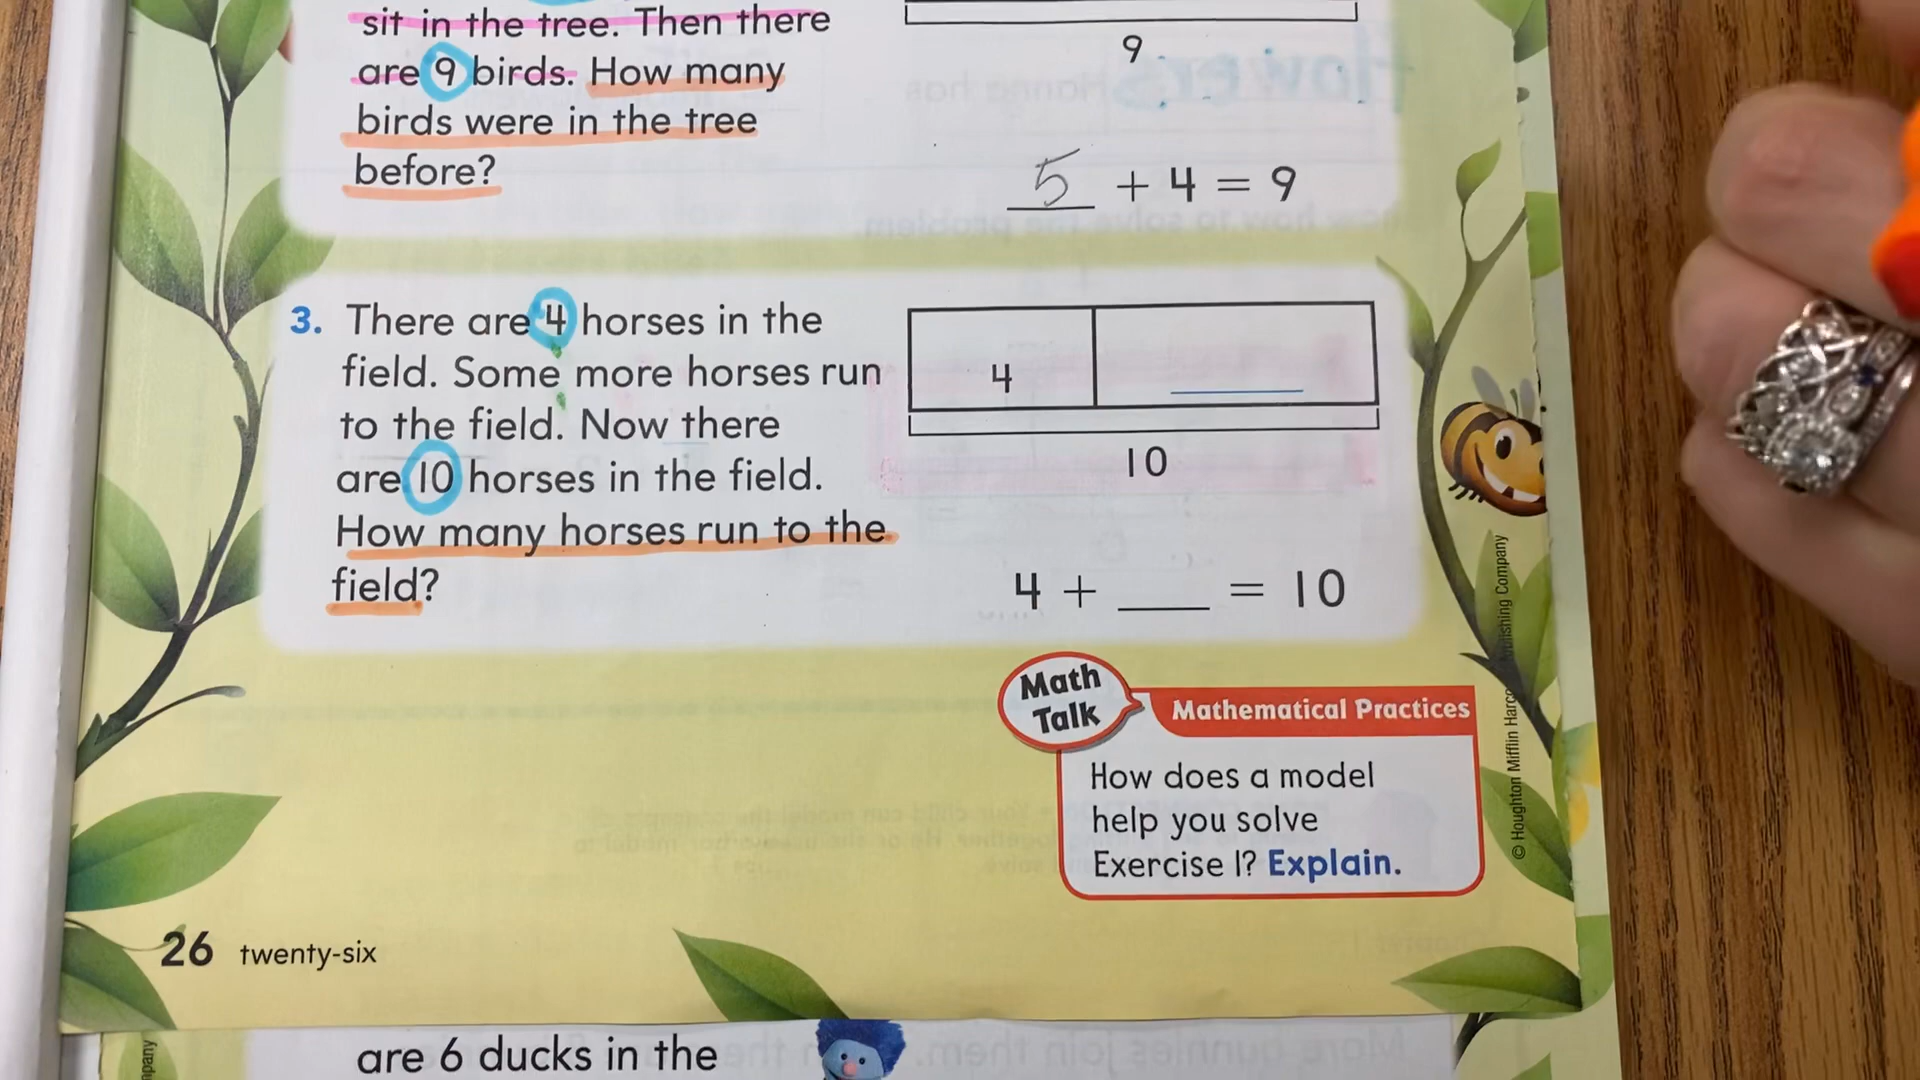 sit in the tree. Then there
are 9 birds. How many
birds were in the tree
before?
9
5 + 4 = 9
3. There are 4 horses in the
field. Some more horses run
to the field. Now there
are 10 horses in the field.
How many horses run to the
field?
4
10
4 + ___ = 10
Math
Talk
Mathematical Practices
How does a model
help you solve
Exercise 1? Explain.
© Houghton Mifflin Harco
lishing Company
26 twenty-six
are 6 ducks in the
mpany